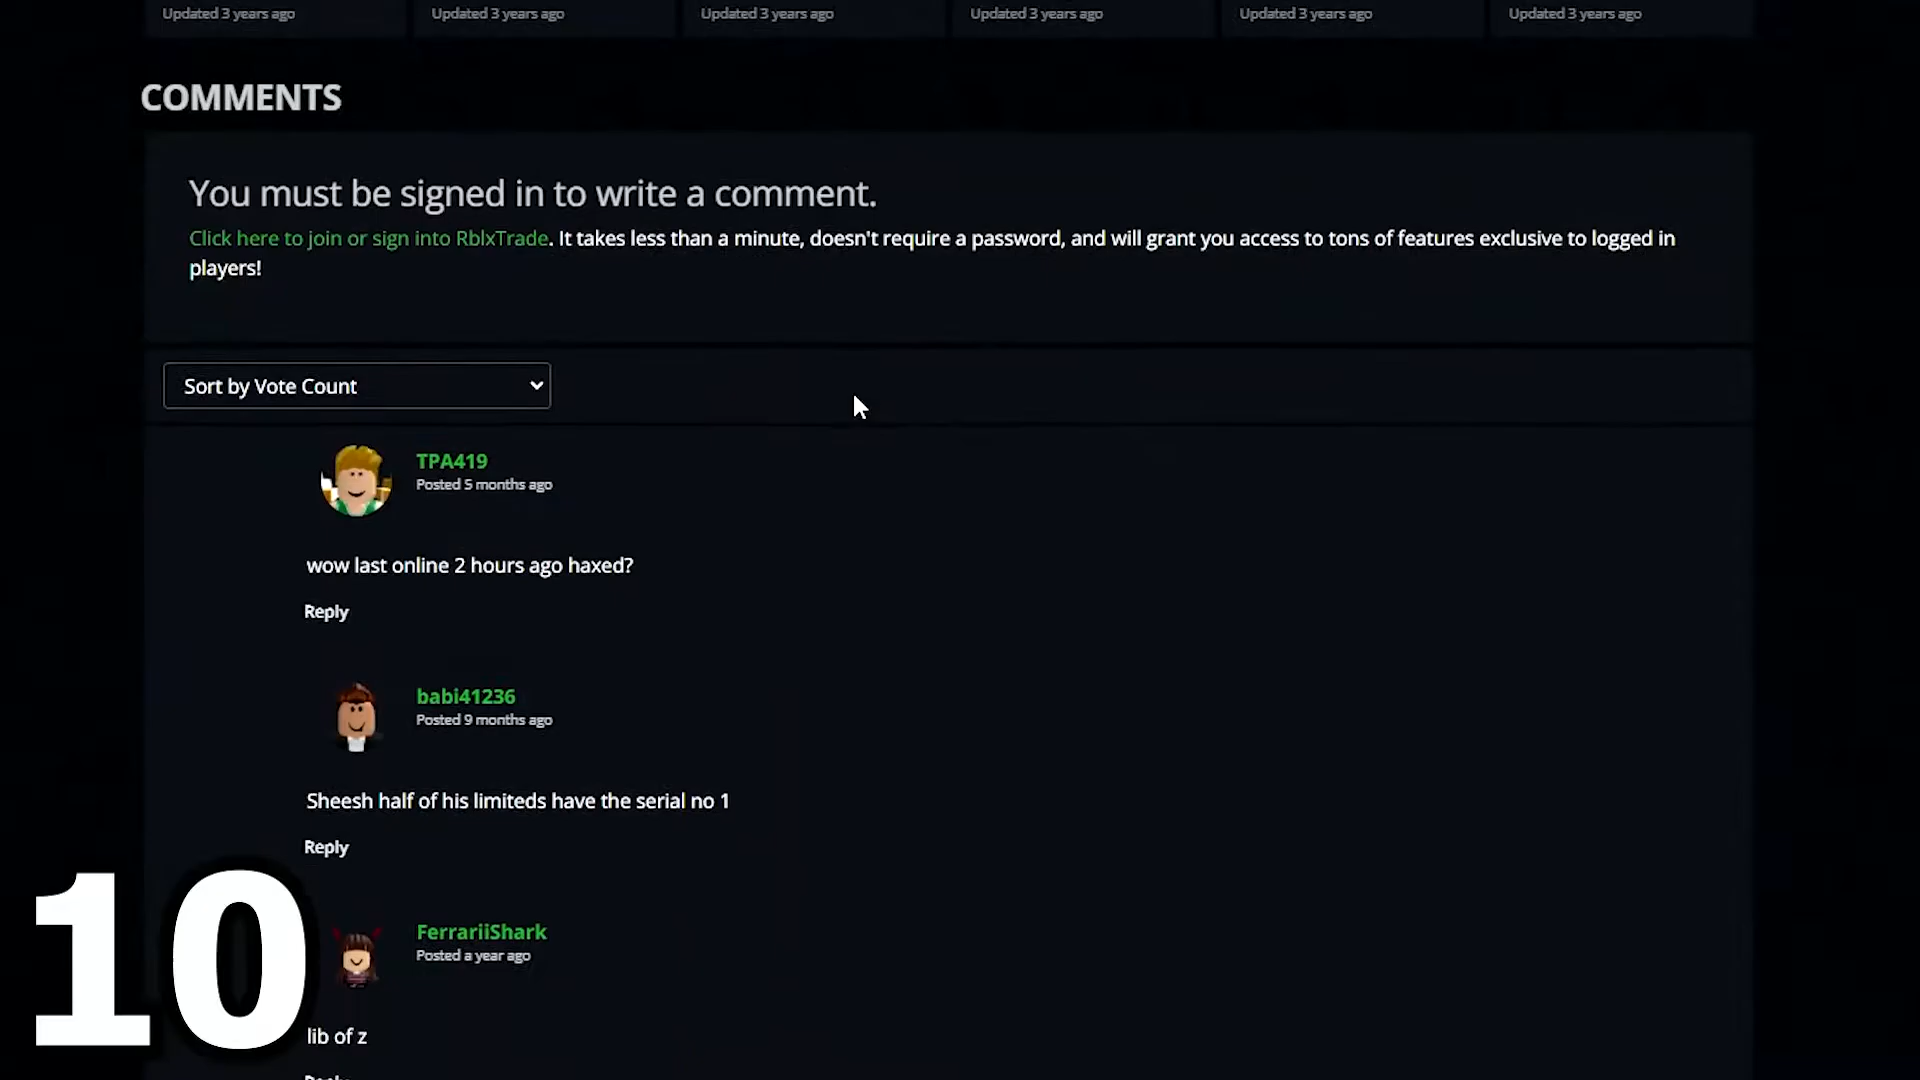 Updated 3 years ago Updated 3 years ago Updated 3 years ago Updated 3 years ago Updated 3 years ago Updated 3 years ago
COMMENTS
You must be signed in to write a comment.
Click here to join or sign into RblxTrade. It takes less than a minute, doesn't require a password, and will grant you access to tons of features exclusive to logged in
players!
Sort by Vote Count
TPA419
Posted 5 months ago
wow last online 2 hours ago haxed?
Reply
babi41236
Posted 9 months ago
Sheesh half of his limiteds have the serial no 1
Reply
FerrariiShark
Posted a year ago
lib of z
10